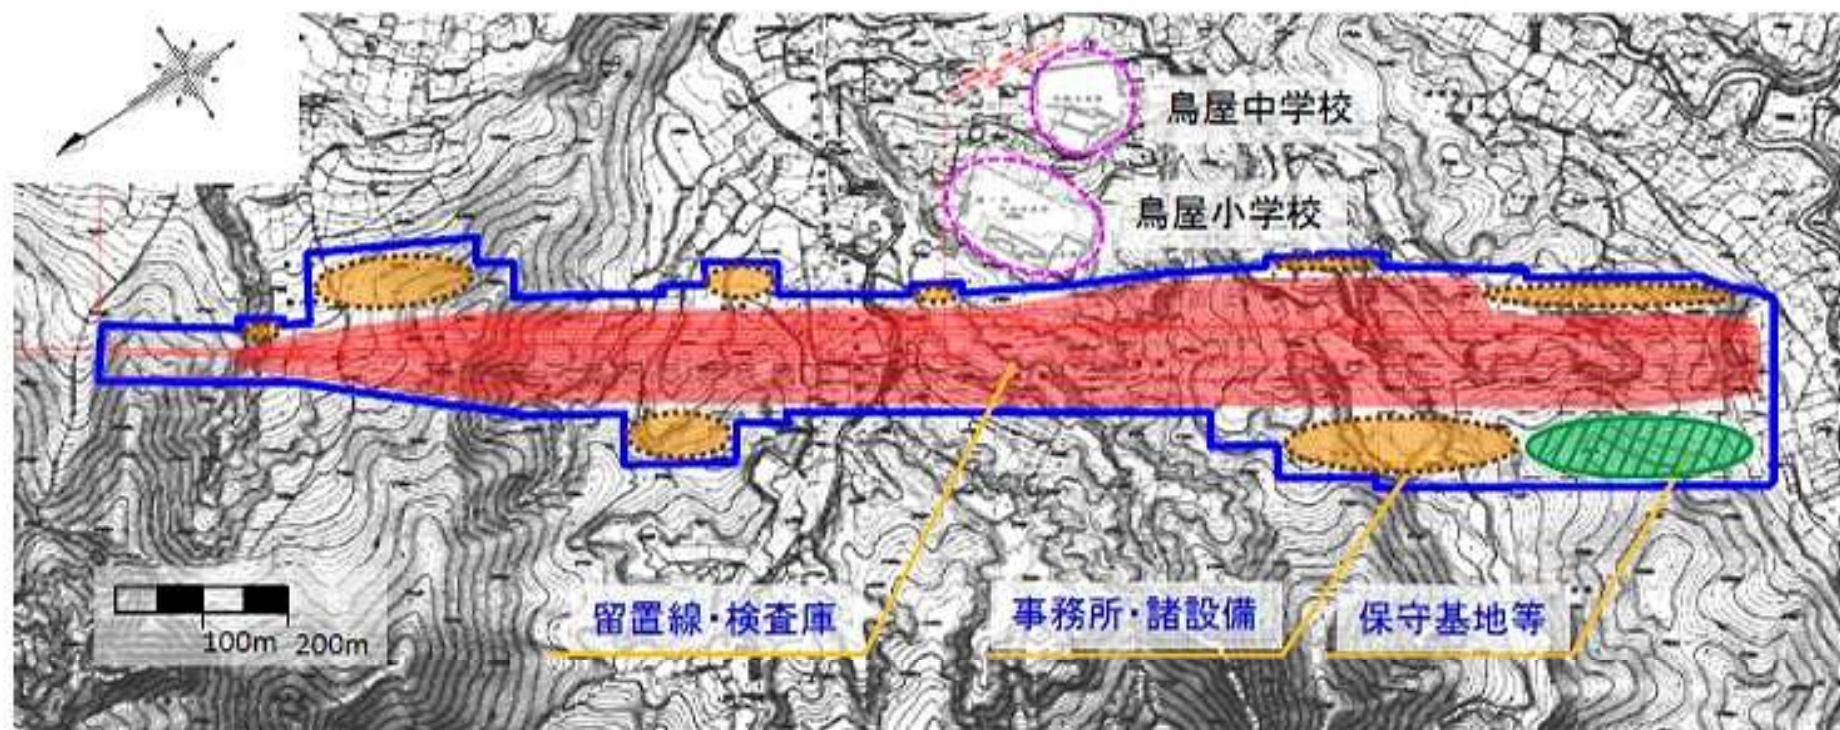 鳥屋中学校
鳥屋小学校
100m 200m
留置線・検査庫
事務所・諸設備
保守基地等